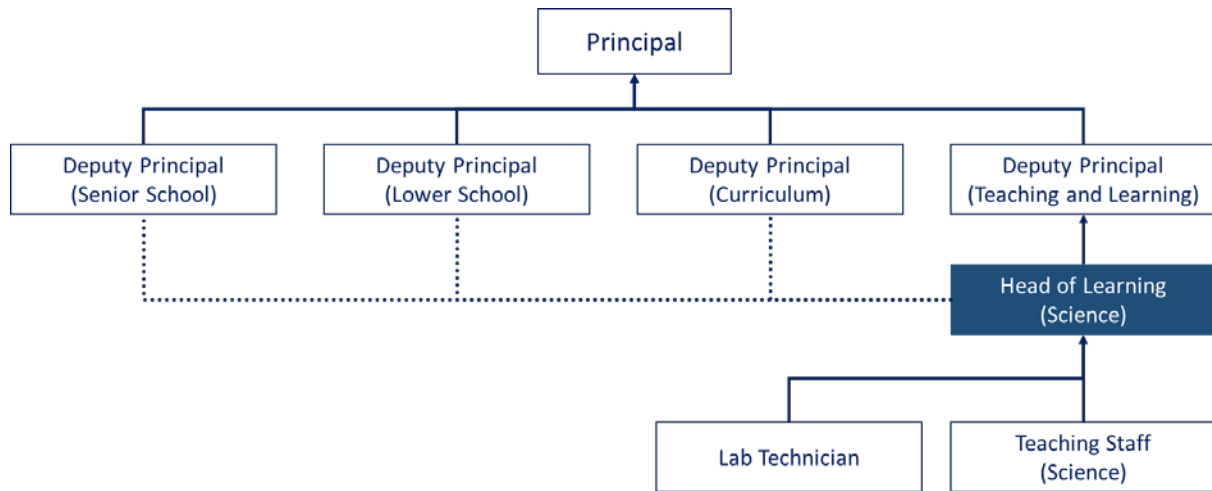 Principal
Deputy Principal
(Senior School)
Deputy Principal
(Lower School)
Deputy Principal
(Curriculum)
Deputy Principal
(Teaching and Learning)
Head of Learning
(Science)
Lab Technician
Teaching Staff
(Science)